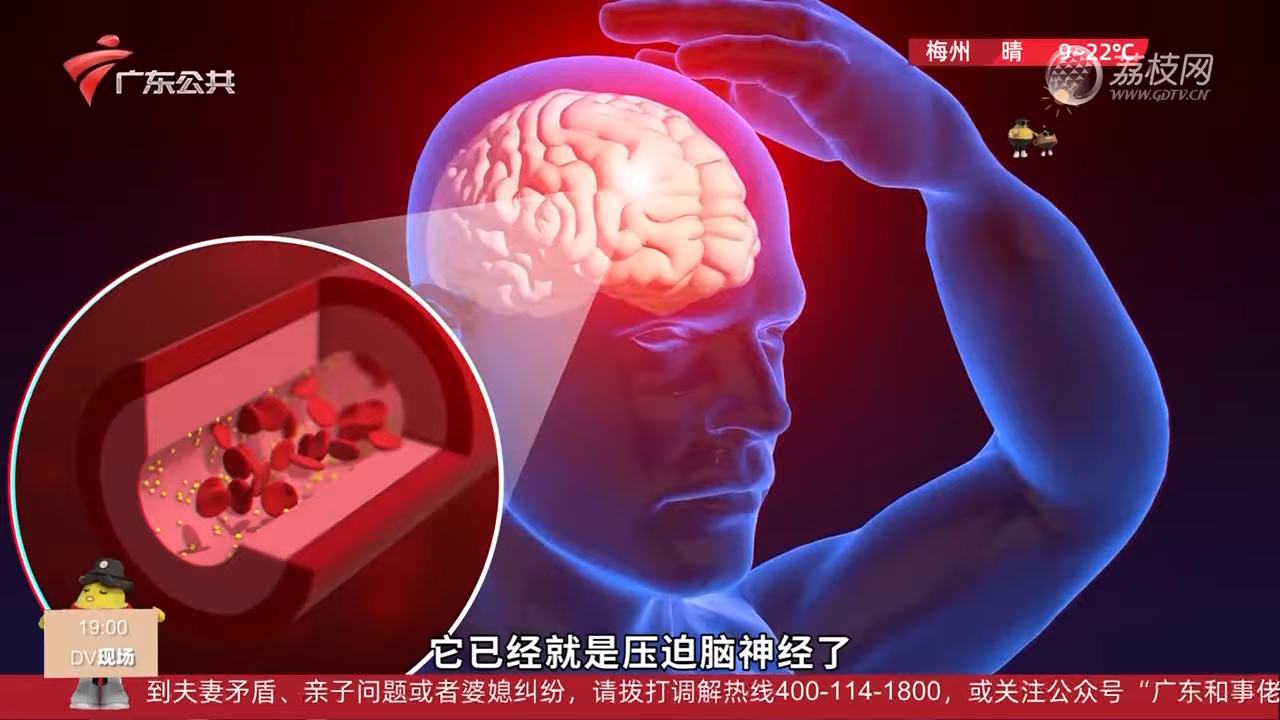 广东公共
梅州 晴 9~22℃
荔枝网
WWW.GDTV.CN
19:00
DV现场
它已经就是压迫脑神经了
到夫妻矛盾、亲子问题或者婆媳纠纷，请拨打调解热线400-114-1800，或关注公众号“广东和事佬